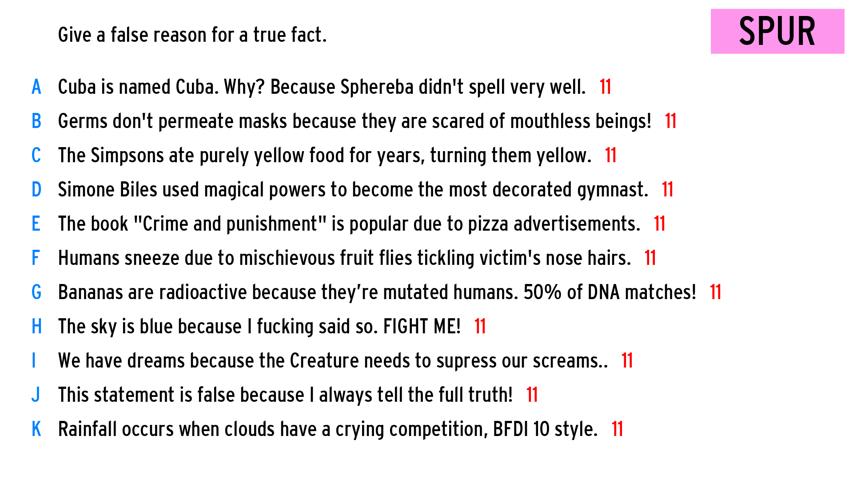 Give a false reason for a true fact.
SPUR
A Cuba is named Cuba. Why? Because Sphereba didn't spell very well. 11
B Germs don't permeate masks because they are scared of mouthless beings! 11
C The Simpsons ate purely yellow food for years, turning them yellow. 11
D Simone Biles used magical powers to become the most decorated gymnast. 11
E The book "Crime and punishment" is popular due to pizza advertisements. 11
F Humans sneeze due to mischievous fruit flies tickling victim's nose hairs. 11
G Bananas are radioactive because they’re mutated humans. 50% of DNA matches! 11
H The sky is blue because I fucking said so. FIGHT ME! 11
I We have dreams because the Creature needs to supress our screams.. 11
J This statement is false because I always tell the full truth! 11
K Rainfall occurs when clouds have a crying competition, BFDI 10 style. 11